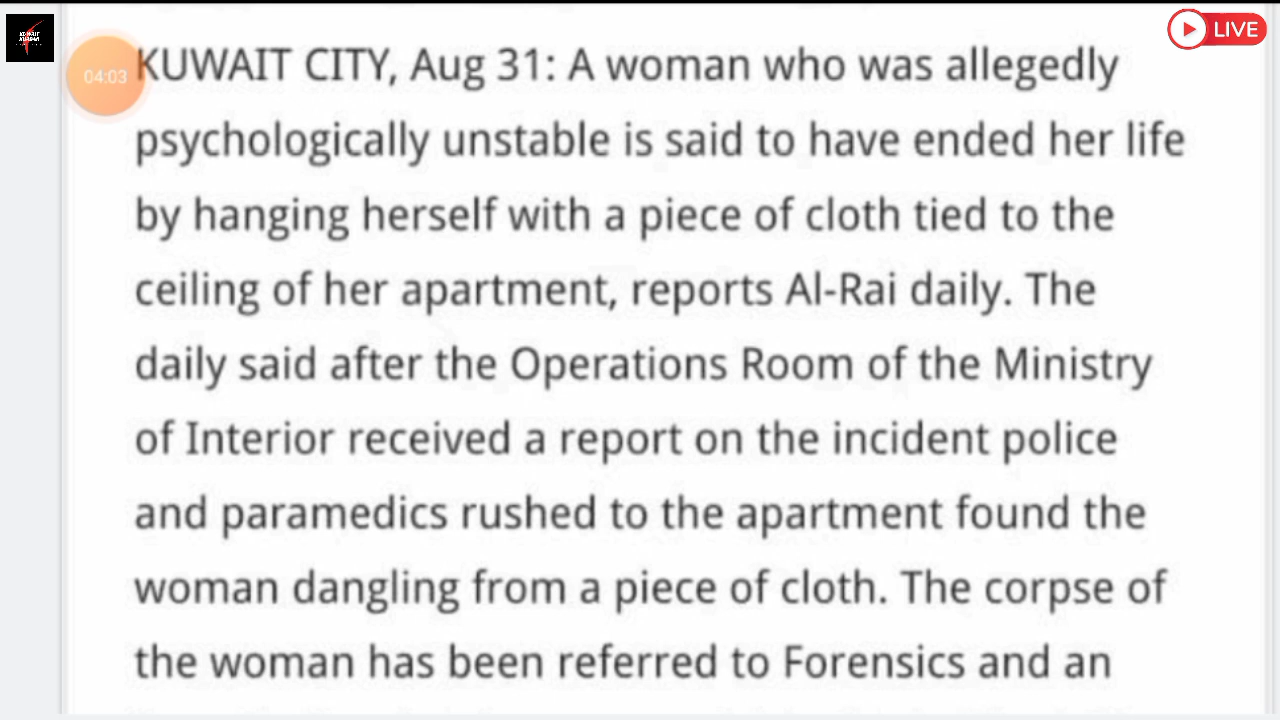 LIVE
04:03
KUWAIT CITY, Aug 31: A woman who was allegedly
psychologically unstable is said to have ended her life
by hanging herself with a piece of cloth tied to the
ceiling of her apartment, reports Al-Rai daily. The
daily said after the Operations Room of the Ministry
of Interior received a report on the incident police
and paramedics rushed to the apartment found the
woman dangling from a piece of cloth. The corpse of
the woman has been referred to Forensics and an